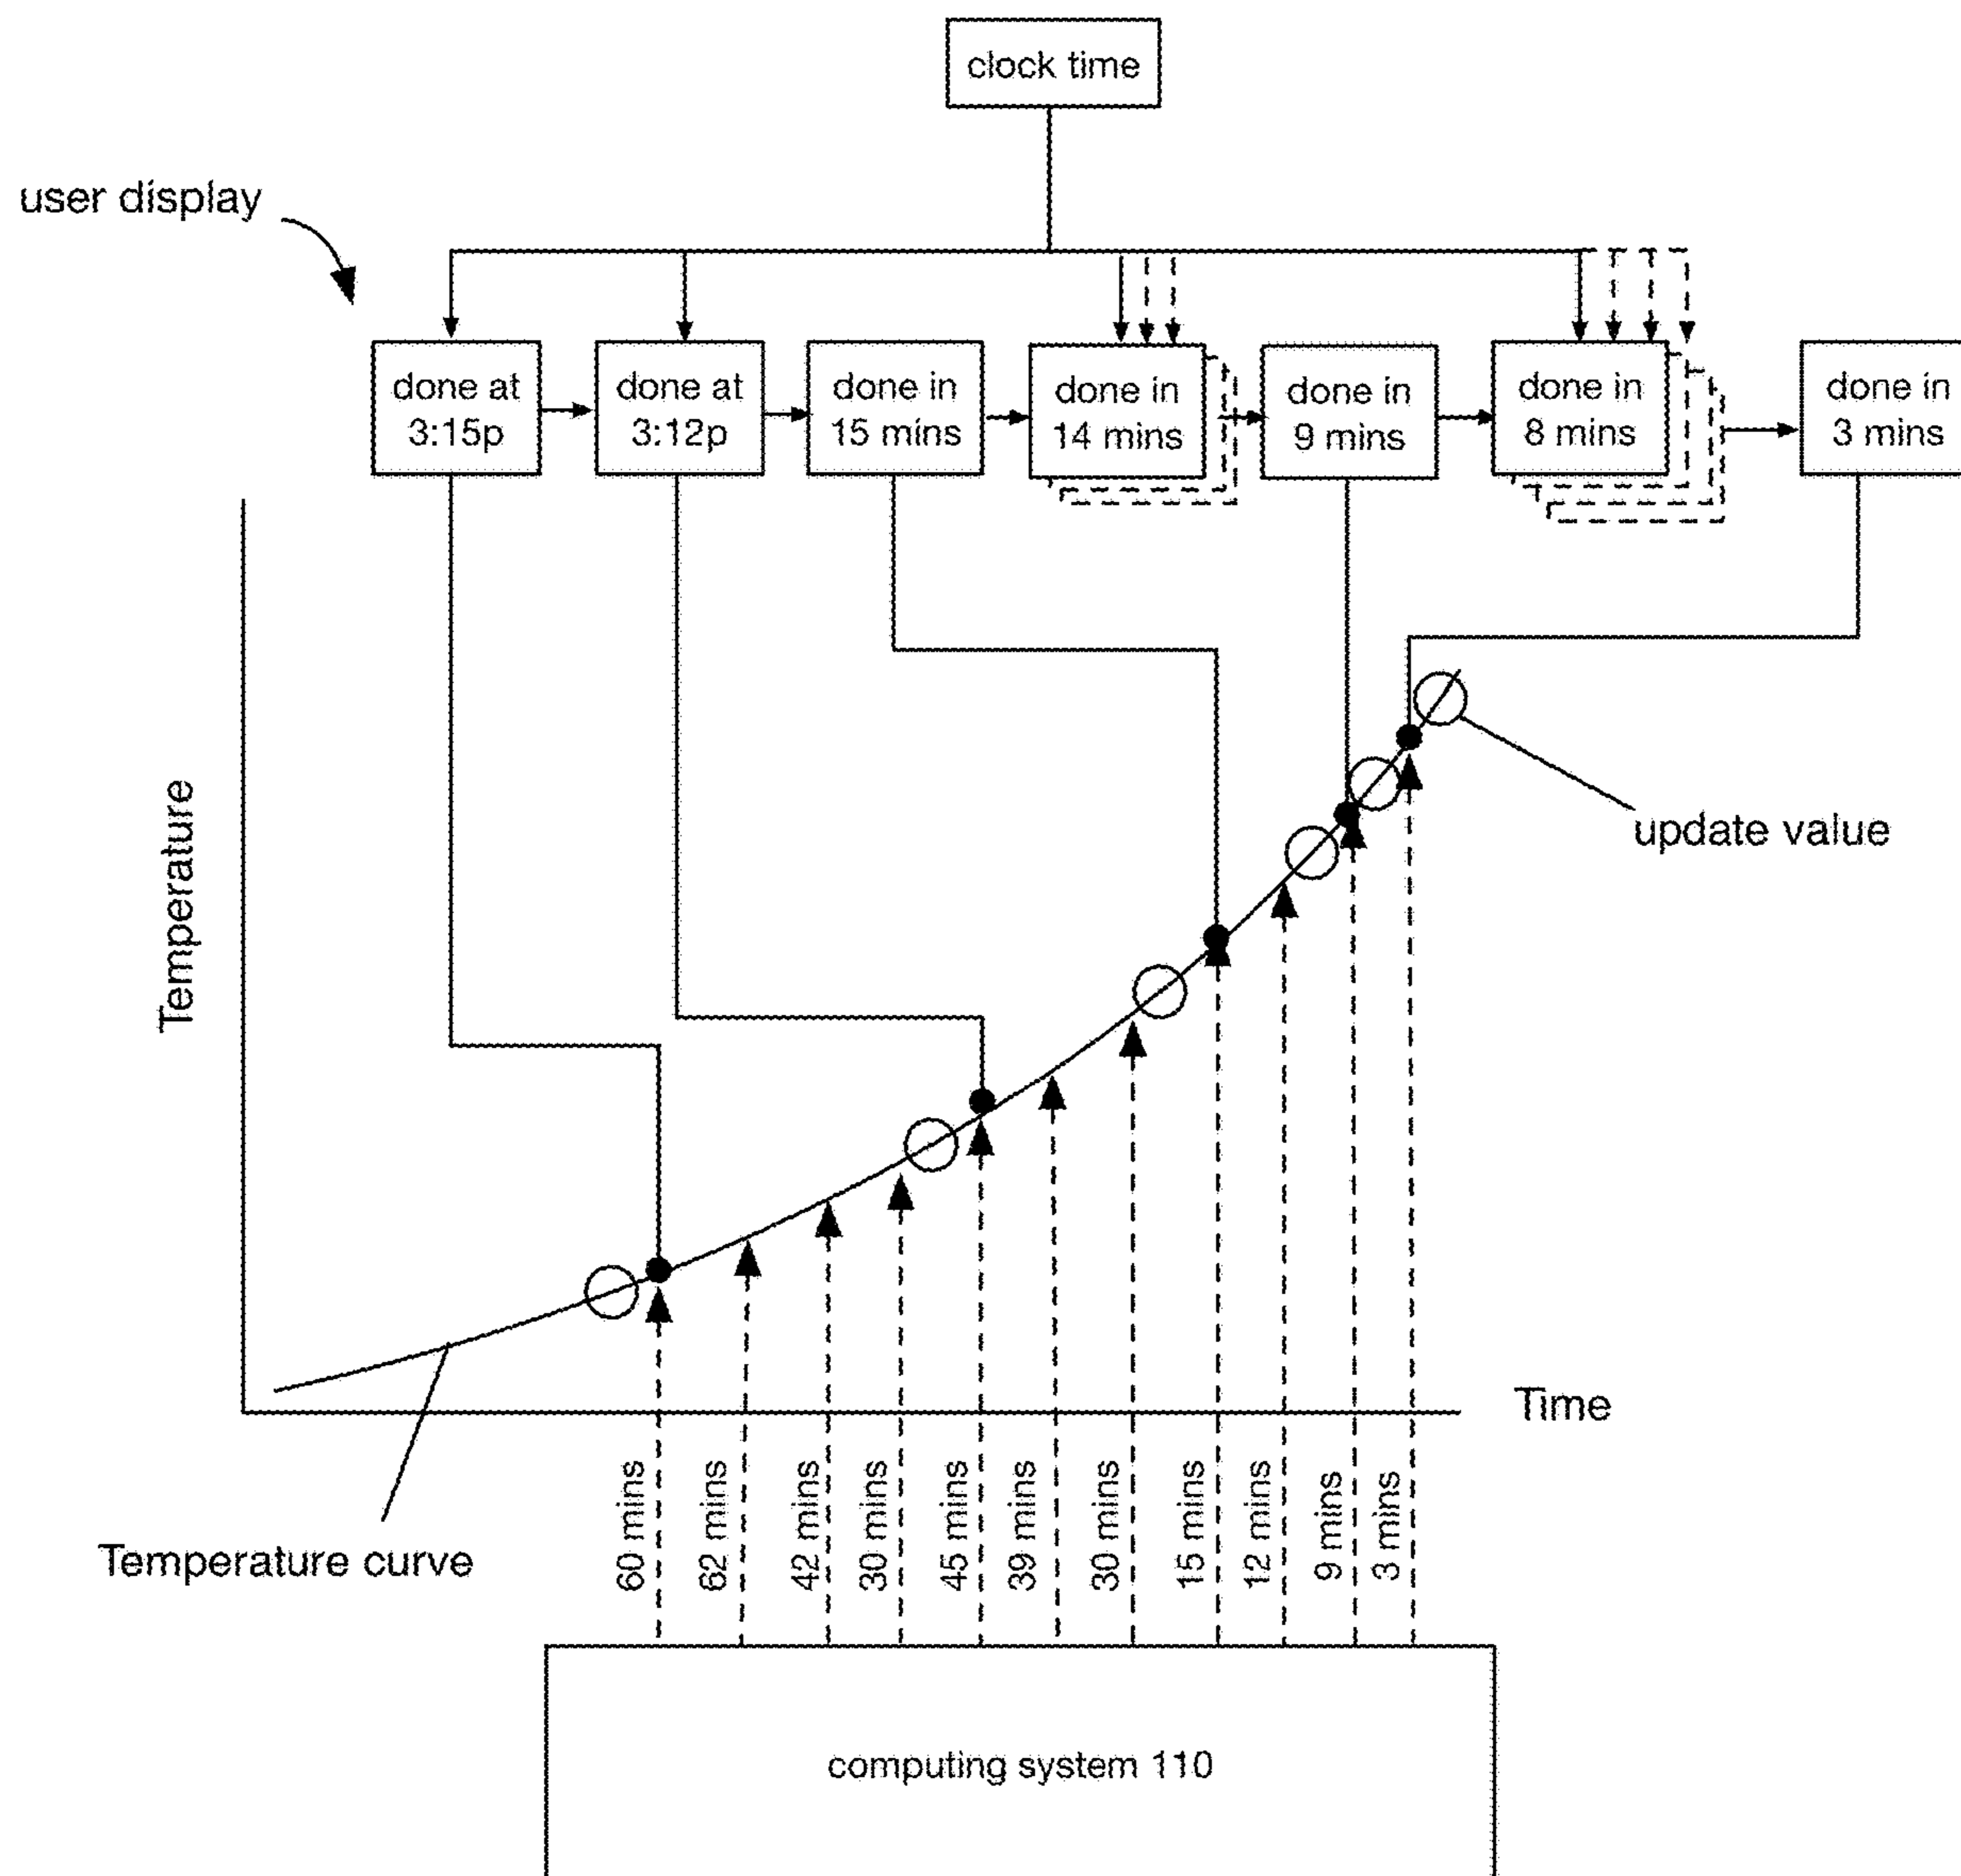 clock time
user display
done at
3:15p
done at
3:12p
done in
15 mins
done in
14 mins
done in
9 mins
done in
8 mins
done in
3 mins
Temperature
update value
Time
Temperature curve
60 mins
62 mins
42 mins
30 mins
45 mins
39 mins
30 mins
15 mins
12 mins
9 mins
3 mins
computing system 110